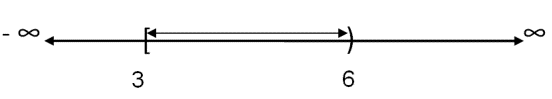 - ∞ [ ) ∞
3 6